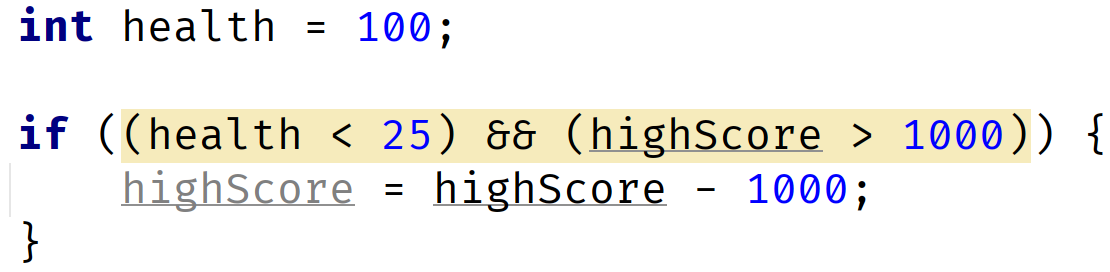 int health = 100;
if ((health < 25) && (highScore > 1000)) {
highScore = highScore - 1000;
}